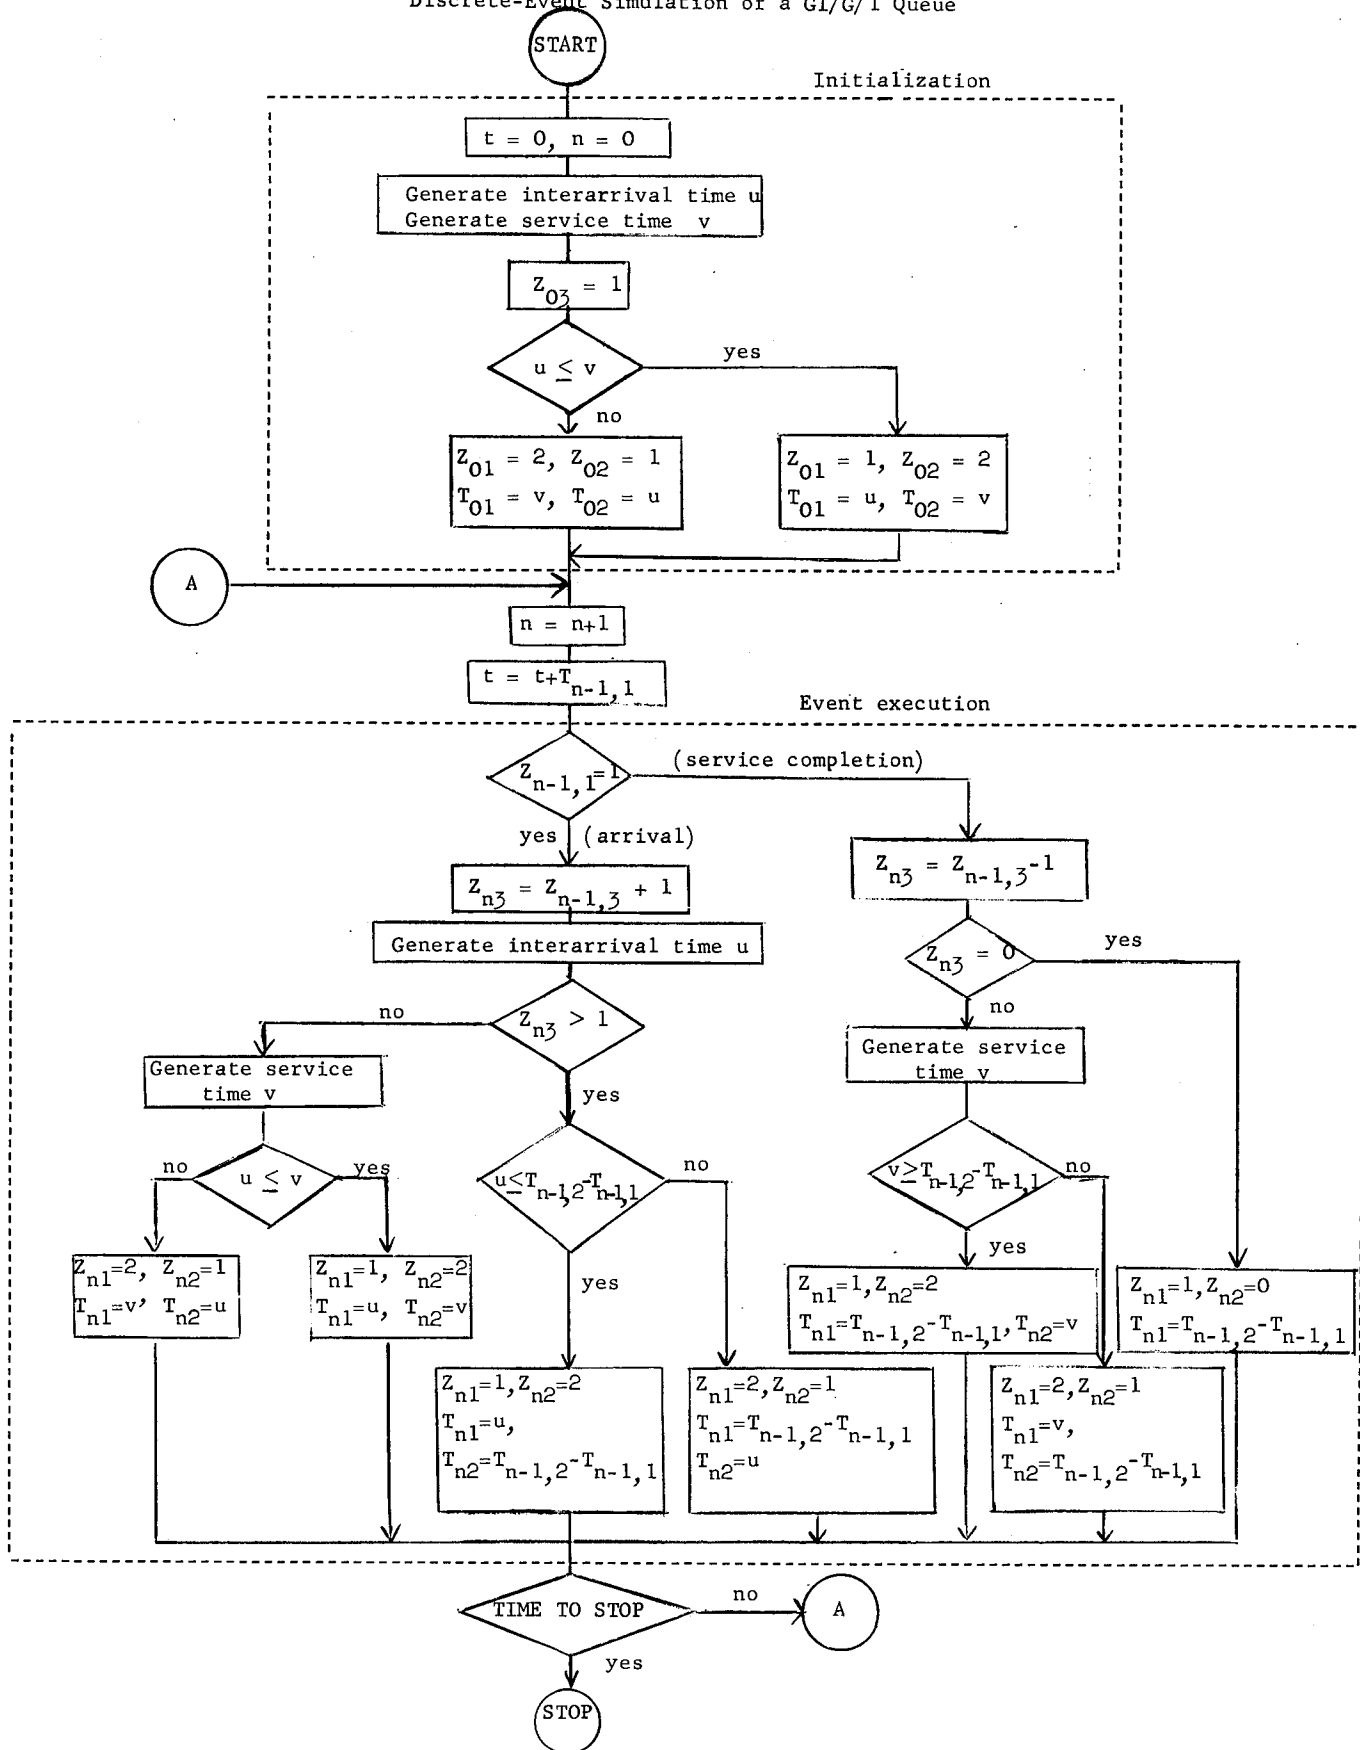 Discrete-Event Simulation of a GI/G/1 Queue
START
Initialization
t = 0, n = 0
Generate interarrival time u
Generate service time v
Z03 = 1
u ≤ v
yes
no
Z01 = 2, Z02 = 1
T01 = v, T02 = u
Z01 = 1, Z02 = 2
T01 = u, T02 = v
A
n = n+1
t = t+Tn-1,1
Event execution
Zn-1,1=1
(service completion)
yes (arrival)
Zn3 = Zn-1,3 + 1
Zn3 = Zn-1,3-1
Generate interarrival time u
Zn3 = 0
yes
no
Zn3 > 1
no
yes
Generate service
time v
Generate service
time v
u ≤ v
no
yes
u≤Tn-1,2-Tn-1,1
no
yes
v≥Tn-1,2-Tn-1,1
no
yes
Zn1=2, Zn2=1
Tn1=v, Tn2=u
Zn1=1, Zn2=2
Tn1=u, Tn2=v
Zn1=1,Zn2=2
Tn1=Tn-1,2-Tn-1,1,Tn2=v
Zn1=1,Zn2=0
Tn1=Tn-1,2-Tn-1,1
Zn1=1,Zn2=2
Tn1=u,
Tn2=Tn-1,2-Tn-1,1
Zn1=2,Zn2=1
Tn1=Tn-1,2-Tn-1,1
Tn2=u
Zn1=2,Zn2=1
Tn1=v,
Tn2=Tn-1,2-Tn-1,1
TIME TO STOP
no
A
yes
STOP